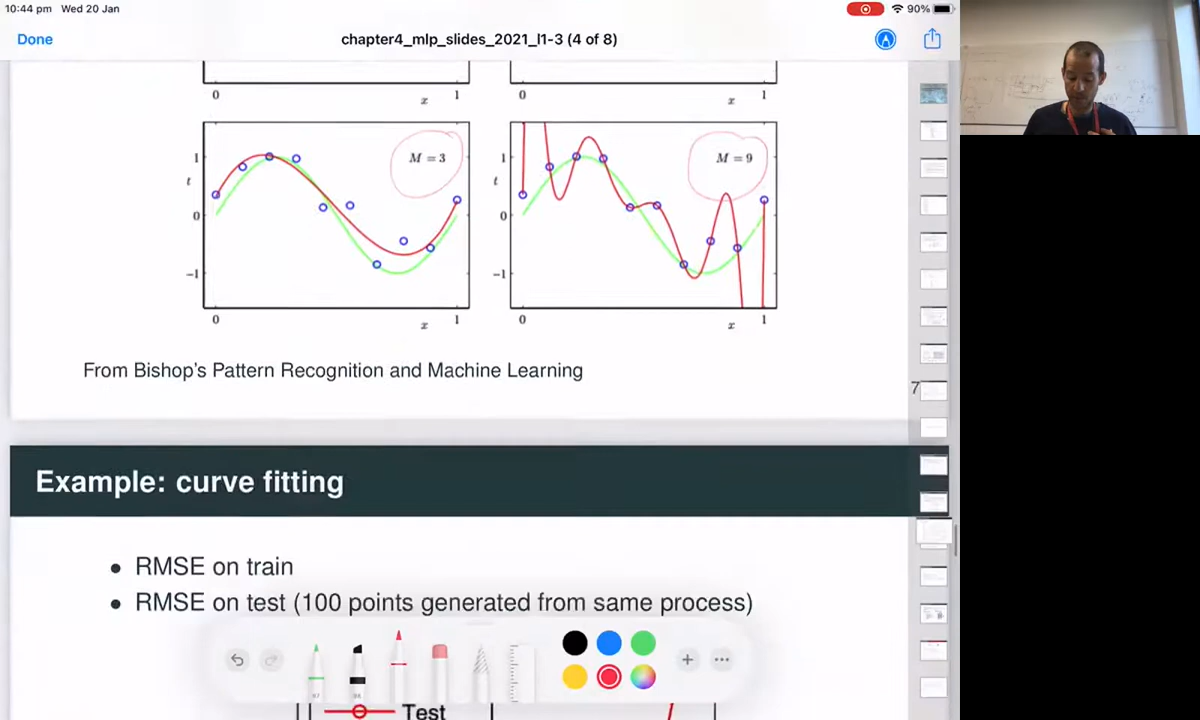 10:44 pm Wed 20 Jan
90%
Done
chapter4_mlp_slides_2021_l1-3 (4 of 8)
0 x 1
0 x 1
M = 3
1
t
0
−1
0 x 1
M = 9
1
t
0
−1
0 x 1
From Bishop's Pattern Recognition and Machine Learning
7
Example: curve fitting
• RMSE on train
• RMSE on test (100 points generated from same process)
Test